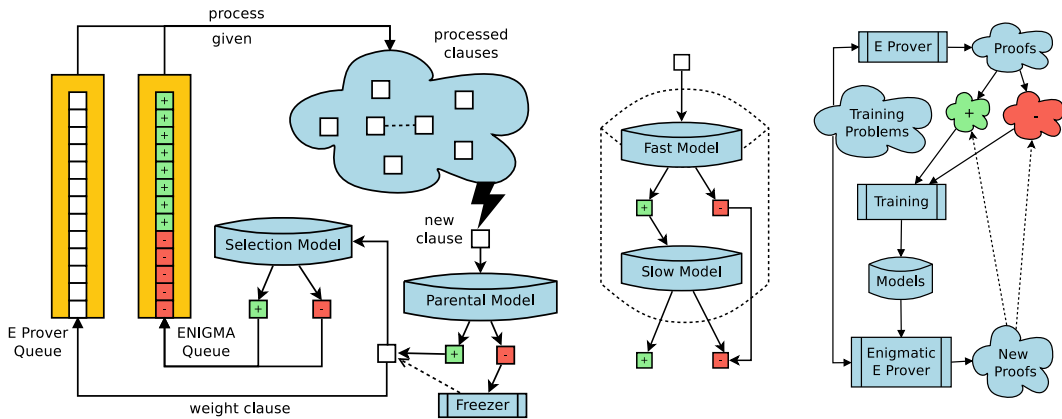 process
given
processed
clauses
+
+
+
+
+
+
+
+
-
-
-
-
-
new
clause
Selection Model
+
-
Parental Model
+
-
E Prover
Queue
ENIGMA
Queue
weight clause
Freezer
Fast Model
+
-
Slow Model
+
-
E Prover
Proofs
Training
Problems
+
-
Training
Models
Enigmatic
E Prover
New
Proofs